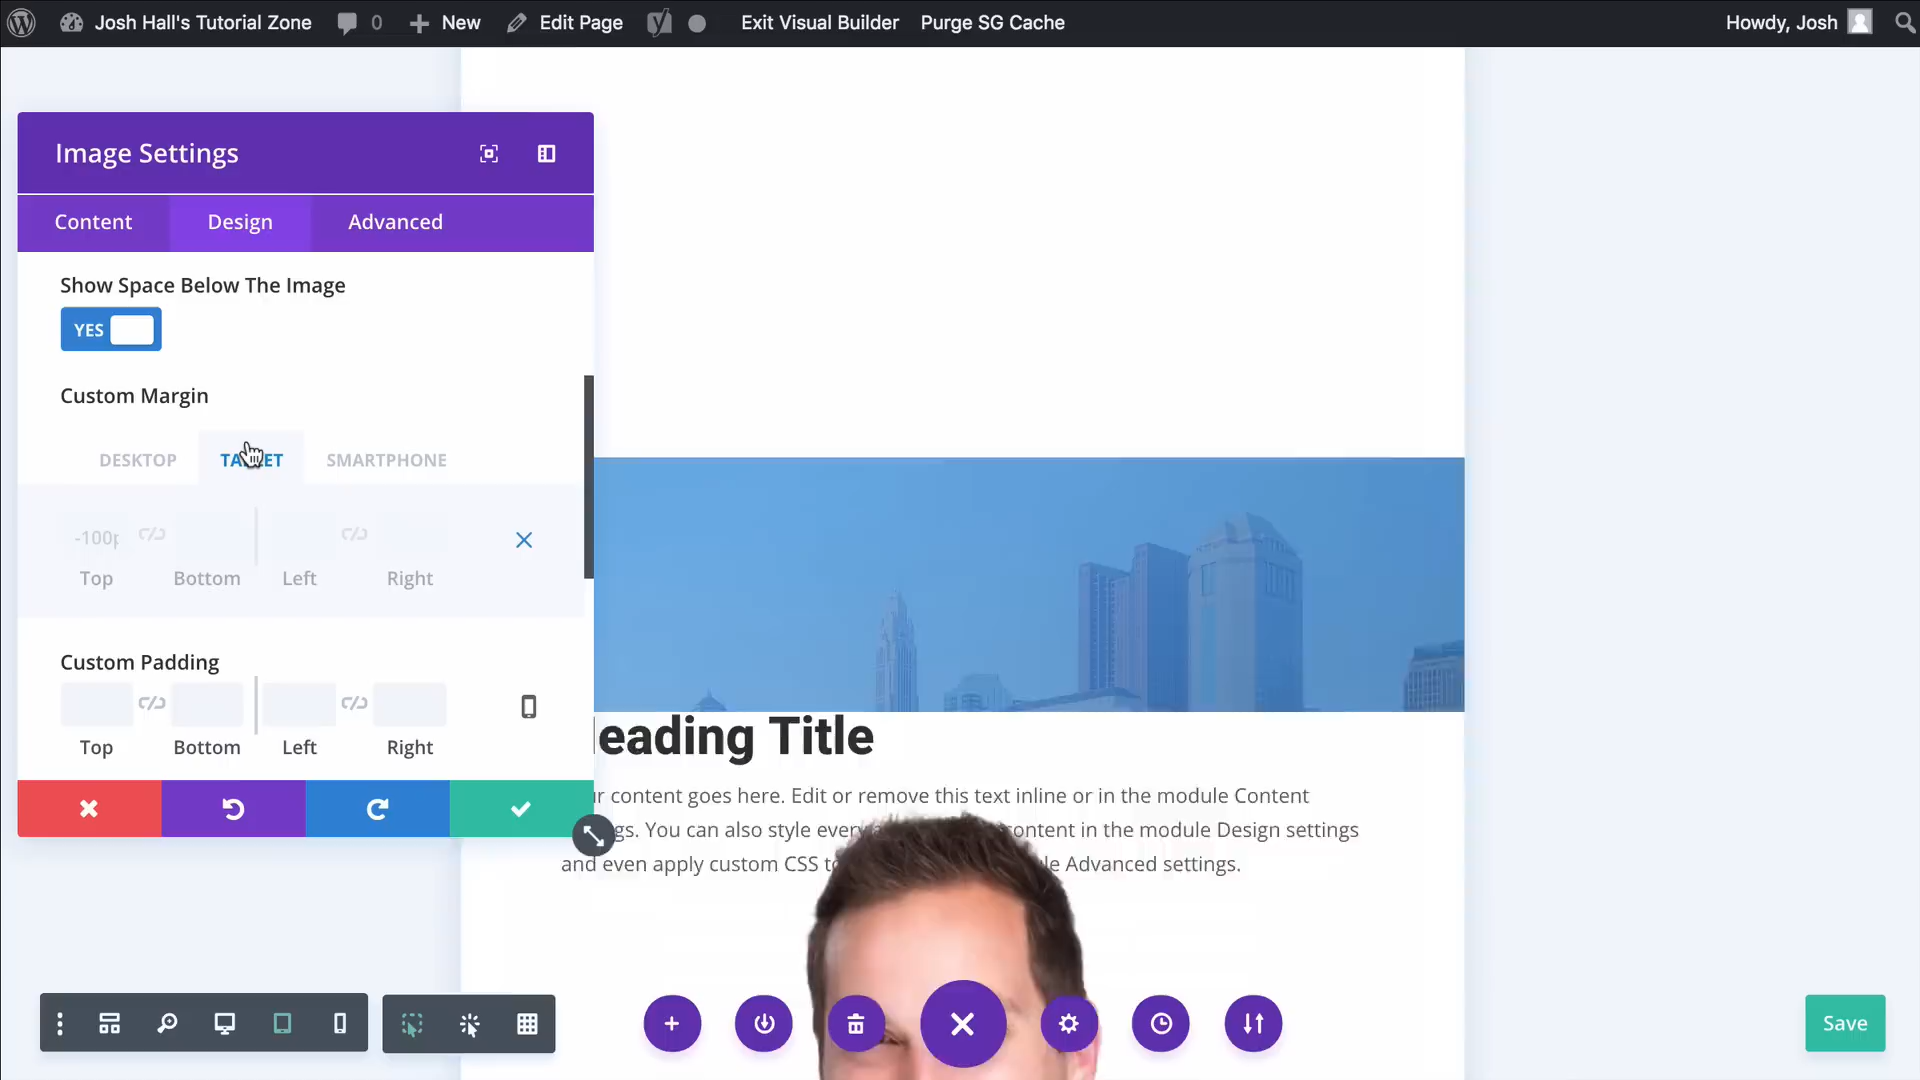 Josh Hall's Tutorial Zone 0 New Edit Page Exit Visual Builder Purge SG Cache Howdy, Josh
Image Settings
Content Design Advanced
Show Space Below The Image
YES
Custom Margin
DESKTOP SMARTPHONE
-100p
Top Bottom Left Right
Custom Padding
Top Bottom Left Right
eading Title
r content goes here. Edit or remove this text inline or in the module Content
gs. You can also style content in the module Design settings
and even apply custom CSS Advanced settings.
Save